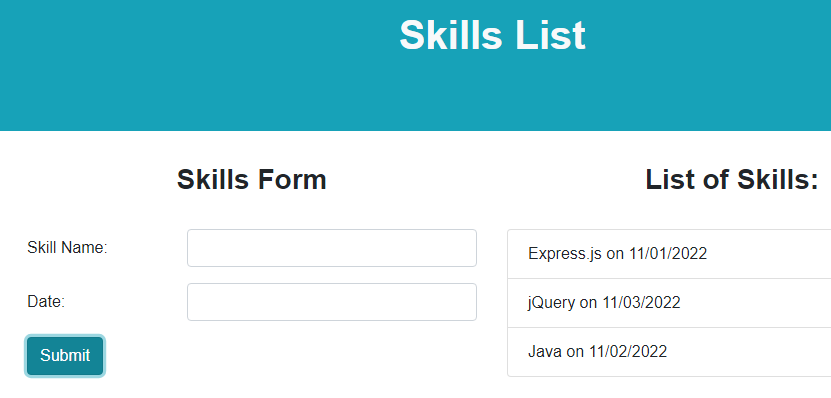 Skills List
Skills Form
Skill Name:
Date:
Submit
List of Skills:
Express.js on 11/01/2022
jQuery on 11/03/2022
Java on 11/02/2022